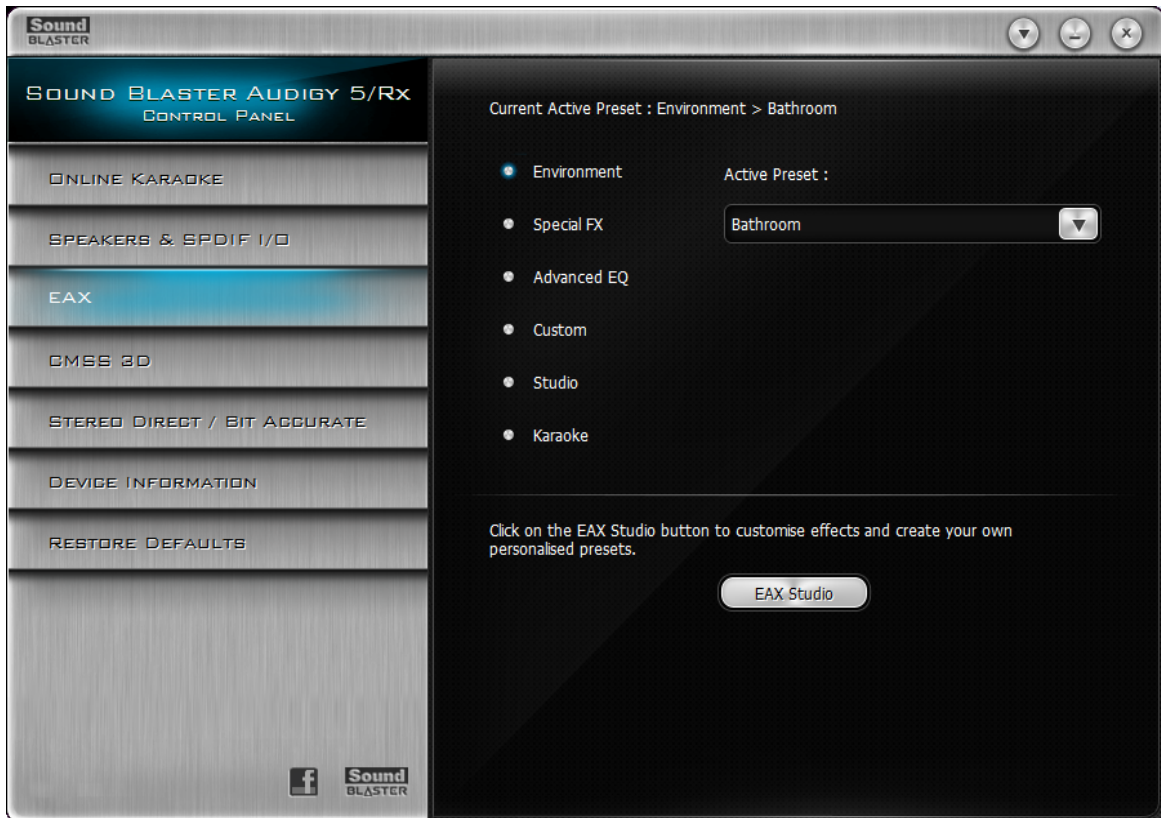 Sound
BLASTER
Sound Blaster Audigy 5/Rx
Control Panel
Online Karaoke
Speakers & SPDIF I/O
EAX
CMSS 3D
Stereo Direct / Bit Accurate
Device Information
Restore Defaults
f
Sound
BLASTER
Current Active Preset : Environment > Bathroom
Environment
Special FX
Advanced EQ
Custom
Studio
Karaoke
Active Preset :
Bathroom
Click on the EAX Studio button to customise effects and create your own
personalised presets.
EAX Studio